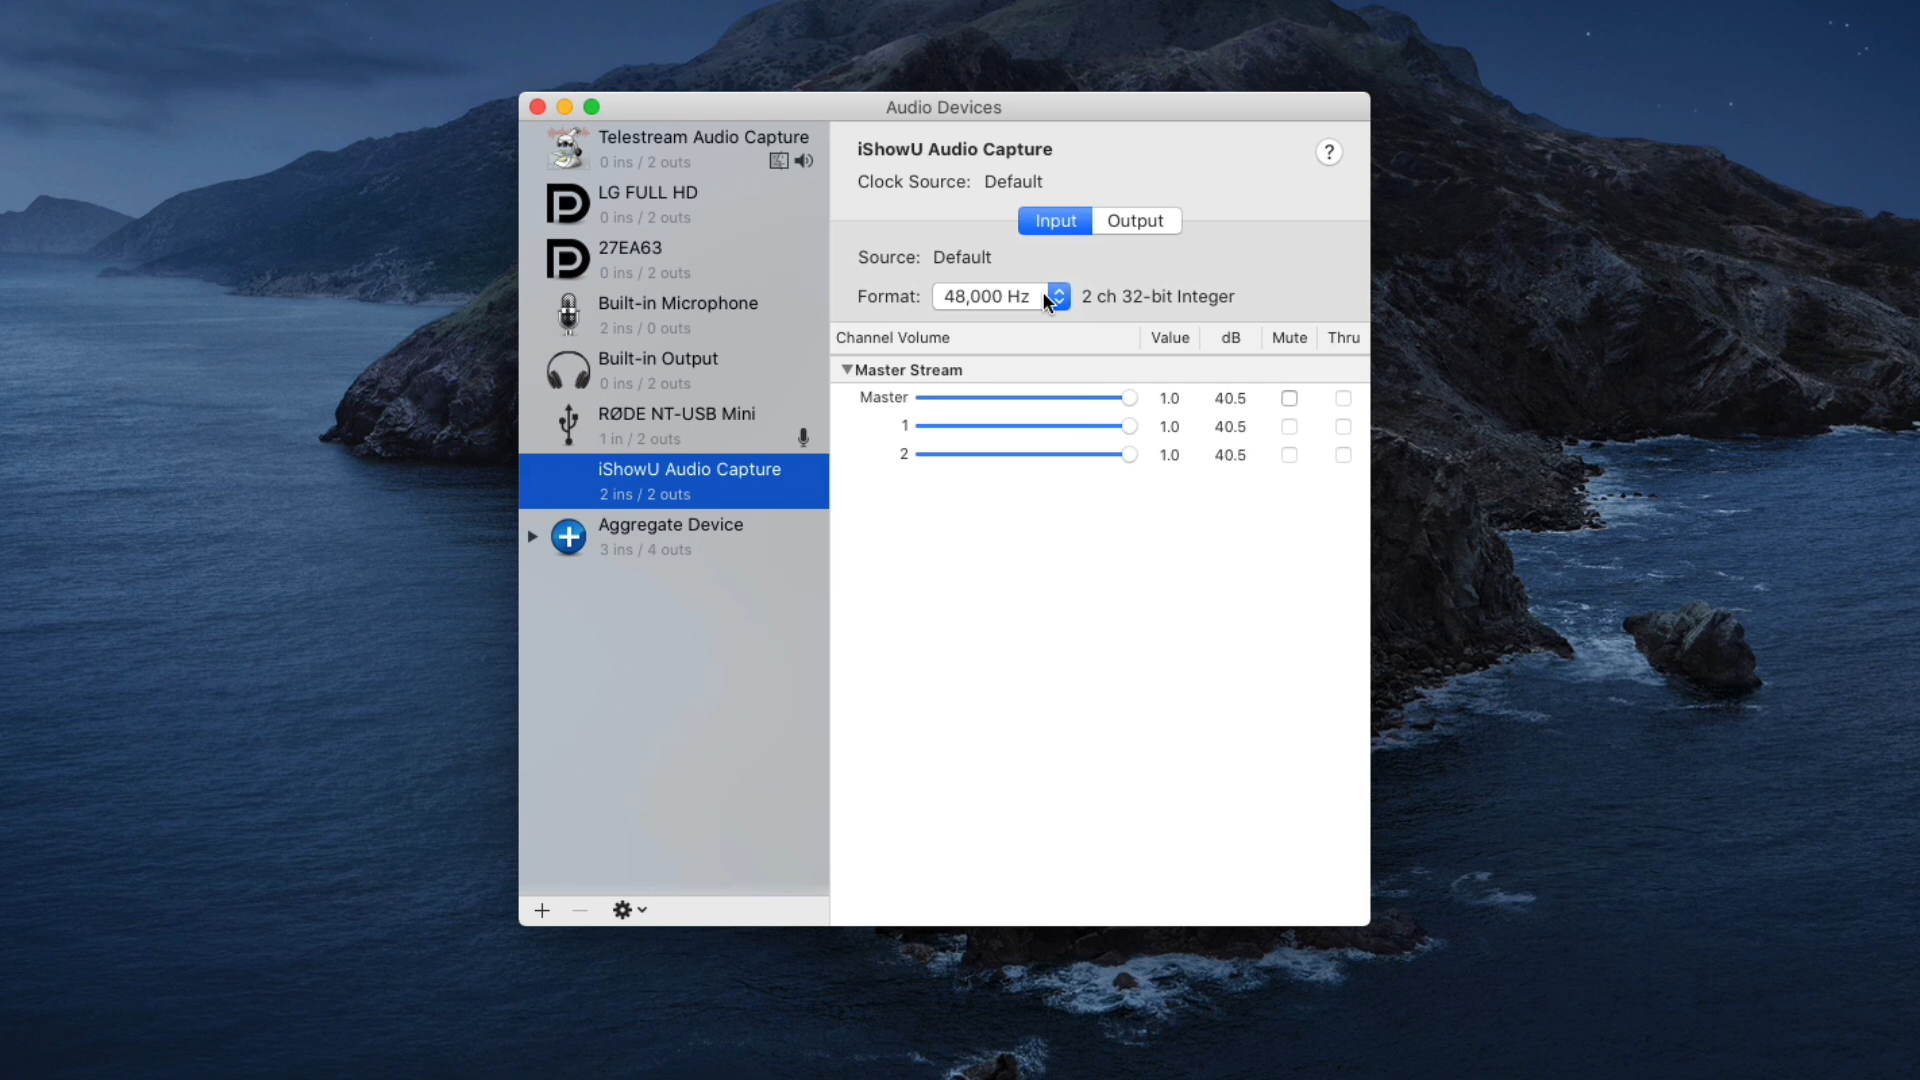 Audio Devices
Telestream Audio Capture
0 ins / 2 outs
LG FULL HD
0 ins / 2 outs
27EA63
0 ins / 2 outs
Built-in Microphone
2 ins / 0 outs
Built-in Output
0 ins / 2 outs
RØDE NT-USB Mini
1 in / 2 outs
iShowU Audio Capture
2 ins / 2 outs
Aggregate Device
3 ins / 4 outs
iShowU Audio Capture
?
Clock Source: Default
Input Output
Source: Default
Format: 48,000 Hz 2 ch 32-bit Integer
Channel Volume Value dB Mute Thru
Master Stream
Master 1.0 40.5
1 1.0 40.5
2 1.0 40.5